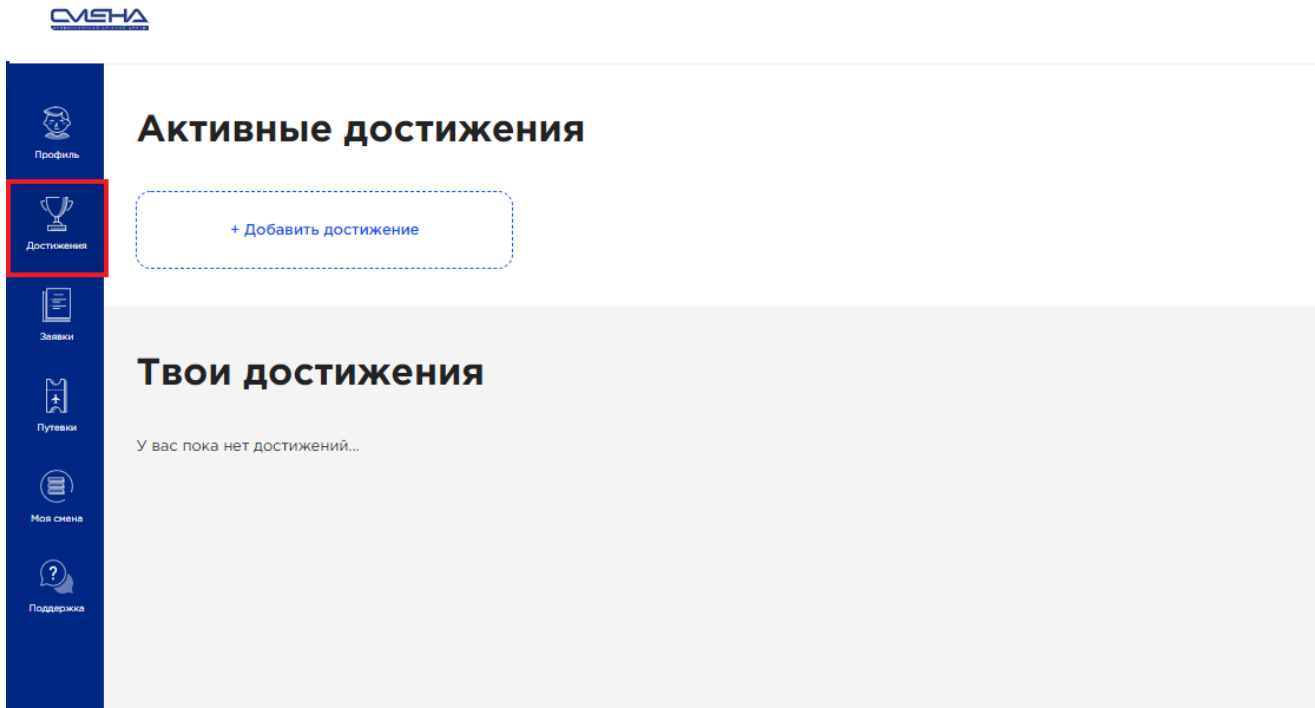 СМЕНА
Профиль
Достижения
Заявки
Путевки
Моя смена
Поддержка
Активные достижения
+ Добавить достижение
Твои достижения
У вас пока нет достижений...